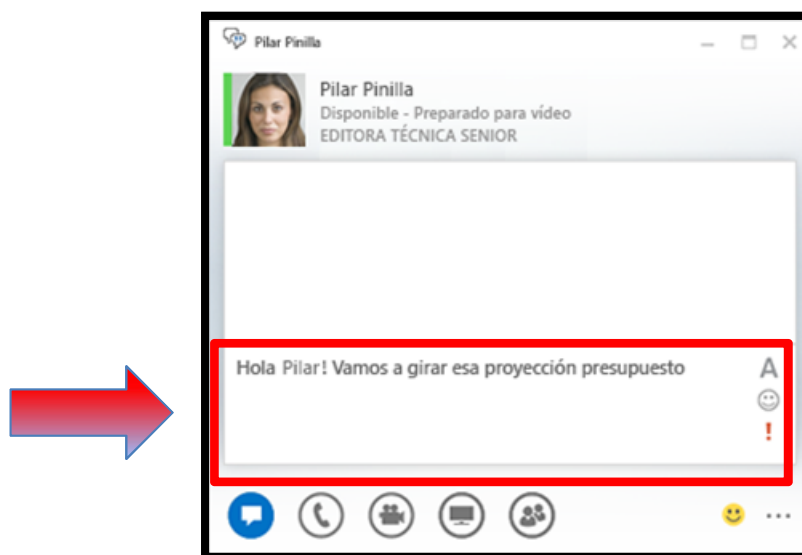 Pilar Pinilla
Pilar Pinilla
Disponible - Preparado para vídeo
EDITORA TÉCNICA SENIOR
Hola Pilar! Vamos a girar esa proyección presupuesto
A
!